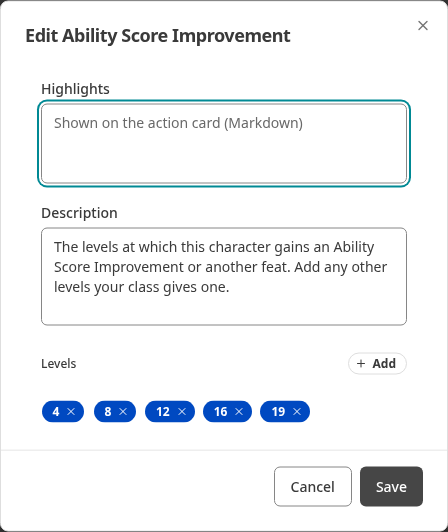 Edit Ability Score Improvement
Highlights
Shown on the action card (Markdown)
Description
The levels at which this character gains an Ability
Score Improvement or another feat. Add any other
levels your class gives one.
Levels
+ Add
4 × 8 × 12 × 16 × 19 ×
Cancel Save